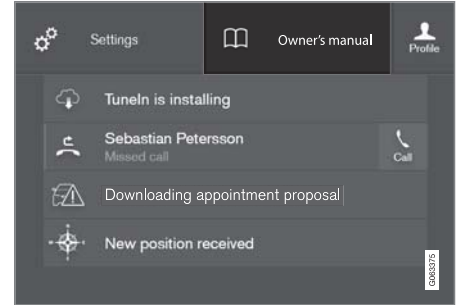 Settings
Owner's manual
Profile
TuneIn is installing
Sebastian Petersson
Missed call
Call
Downloading appointment proposal
New position received
G063375